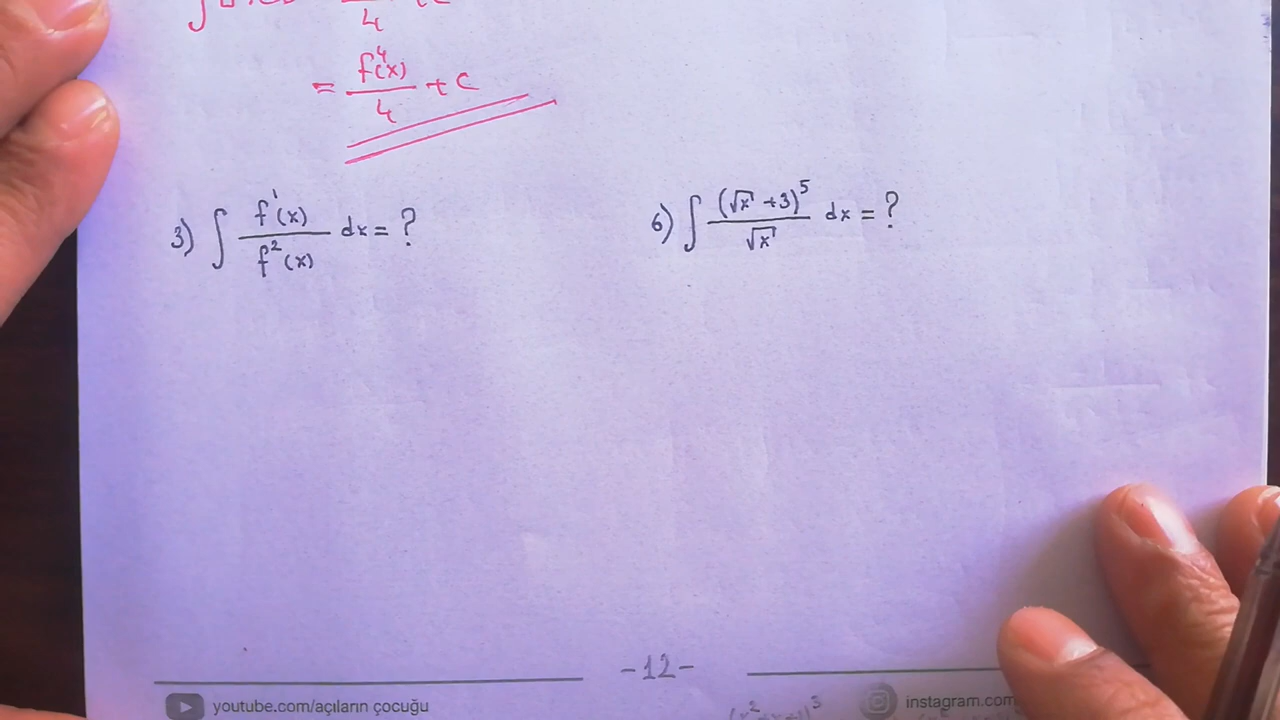 = f⁴(x)/4 + c
3) ∫ f'(x)/f²(x) dx = ?
6) ∫ (√x + 3)⁵/√x dx = ?
-12-
youtube.com/açıların çocuğu
instagram.com